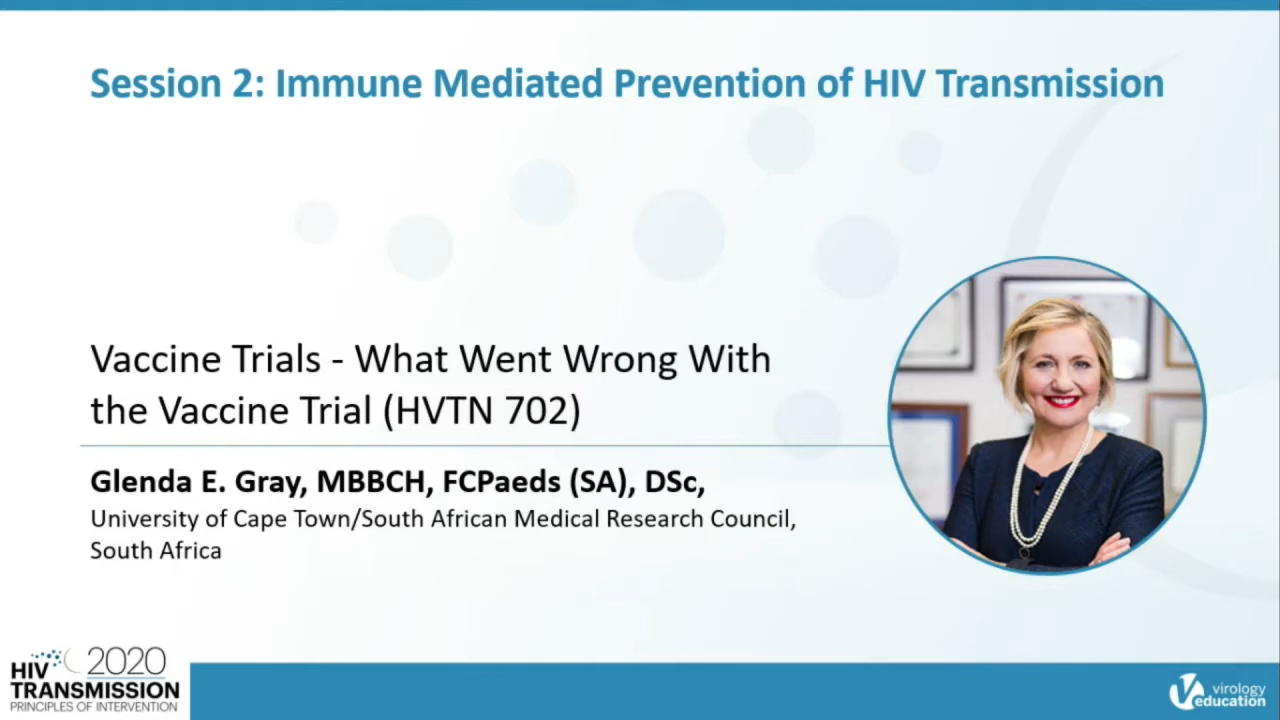 Session 2: Immune Mediated Prevention of HIV Transmission
Vaccine Trials - What Went Wrong With
the Vaccine Trial (HVTN 702)
Glenda E. Gray, MBBCH, FCPaeds (SA), DSc,
University of Cape Town/South African Medical Research Council,
South Africa
HIV 2020
TRANSMISSION
PRINCIPLES OF INTERVENTION
virology
education